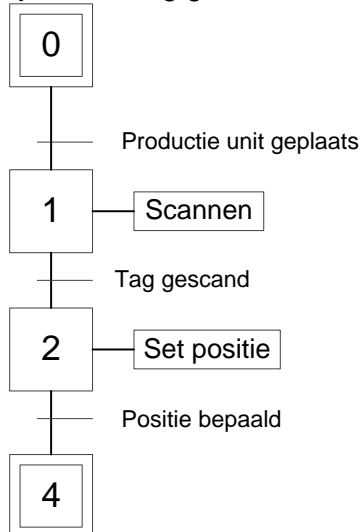 0
Productie unit geplaats
1 Scannen
Tag gescand
2 Set positie
Positie bepaald
4